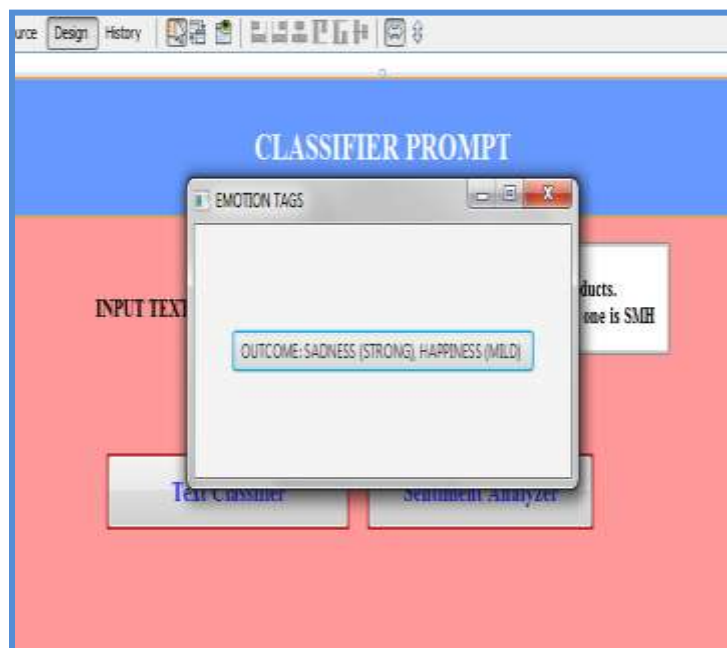 urce Design History
CLASSIFIER PROMPT
EMOTION TAGS
X
INPUT TEXT
ducts.
one is SMH
OUTCOME: SADNESS (STRONG), HAPPINESS (MILD)
Text Classifier Sentiment Analyzer